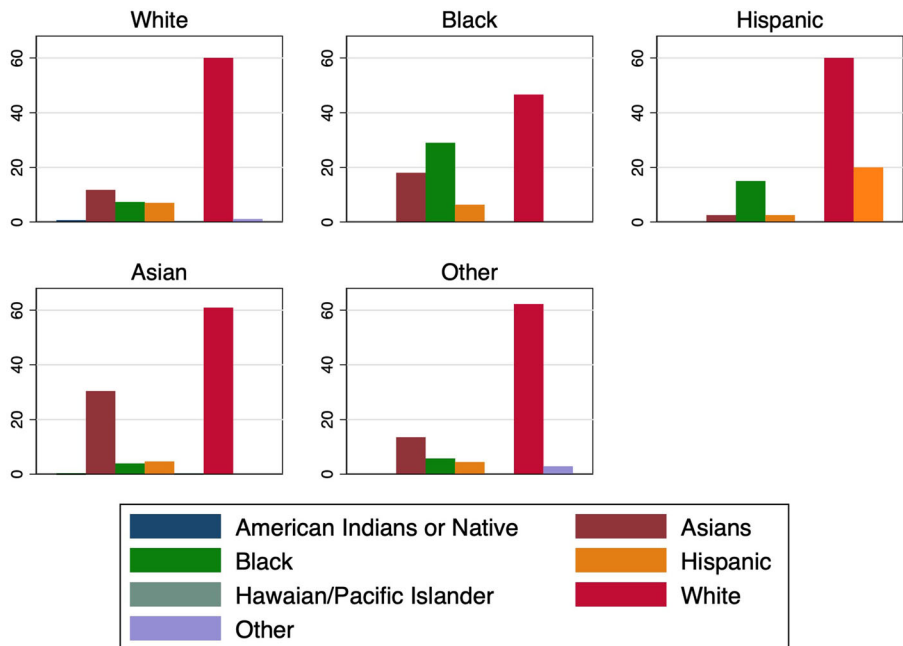 White
Black
Hispanic
0 20 40 60
0 20 40 60
0 20 40 60
Asian
Other
0 20 40 60
0 20 40 60
American Indians or Native
Asians
Black
Hispanic
Hawaian/Pacific Islander
White
Other